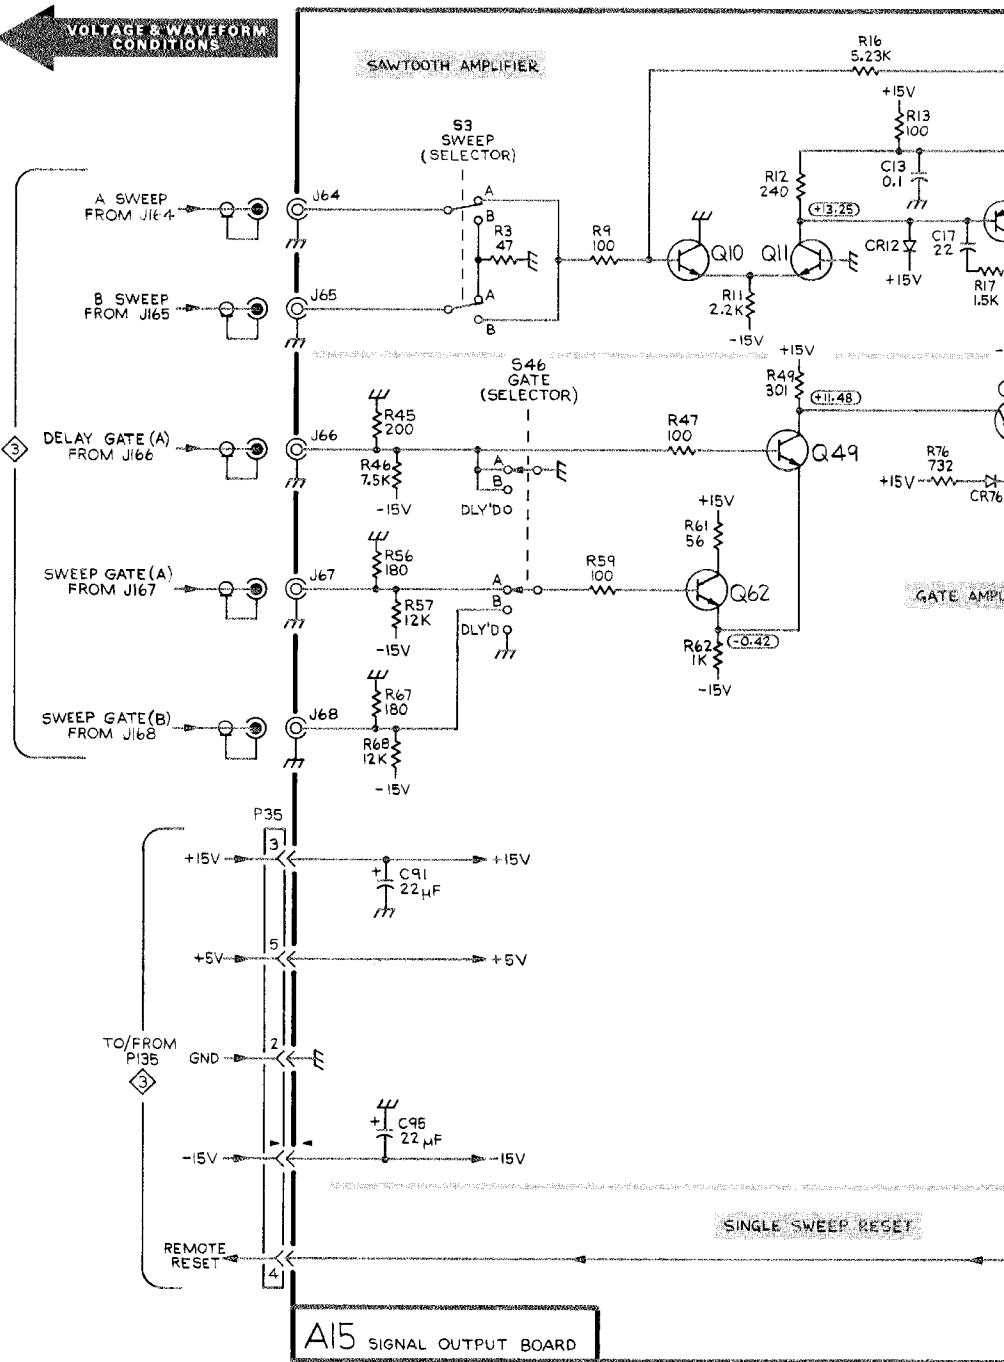 VOLTAGE & WAVEFORM
CONDITIONS
SAWTOOTH AMPLIFIER
R16
5.23K
+15V
R13
100
S3
SWEEP
(SELECTOR)
C13
0.1
R12
240
A SWEEP
FROM J164
J64
A
B
R3
47
R9
100
+13.25
Q10
Q11
CR12
C17
22
+15V
R17
1.5K
B SWEEP
FROM J165
J65
A
B
R11
2.2K
-15V
+15V
S46
GATE
(SELECTOR)
R49
301
+11.48
R45
200
R47
100
3
DELAY GATE (A)
FROM J166
J66
R46
7.5K
A
B
DLY'D
Q49
R76
732
+15V
CR76
-15V
+15V
R61
56
R56
180
SWEEP GATE (A)
FROM J167
J67
A
B
DLY'D
R59
100
Q62
GATE AMPLI
R57
12K
-15V
R62
1K
-0.42
-15V
R67
180
SWEEP GATE (B)
FROM J168
J68
R68
12K
-15V
P35
3
+15V
+15V
+
C91
22µF
5
+5V
+5V
TO/FROM
P135
3
2
GND
+
C95
22µF
-15V
-15V
SINGLE SWEEP RESET
REMOTE
RESET
4
A15 SIGNAL OUTPUT BOARD